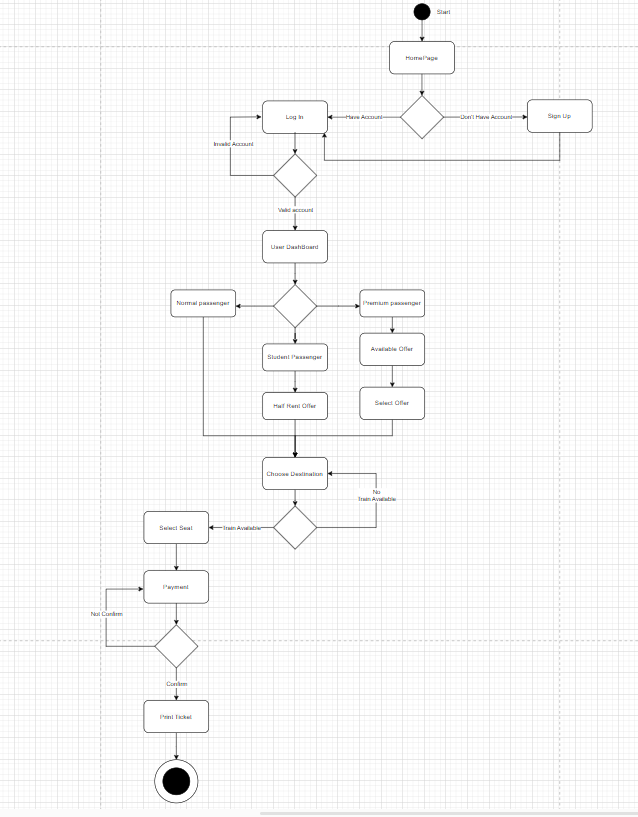 Start
HomePage
Log In
Have Account
Don't Have Account
Sign Up
Invalid Account
Valid account
User DashBoard
Normal passenger
Premium passenger
Student Passenger
Available Offer
Half Rent Offer
Select Offer
Choose Destination
No
Train Available
Train Available
Select Seat
Payment
Not Confirm
Confirm
Print Ticket